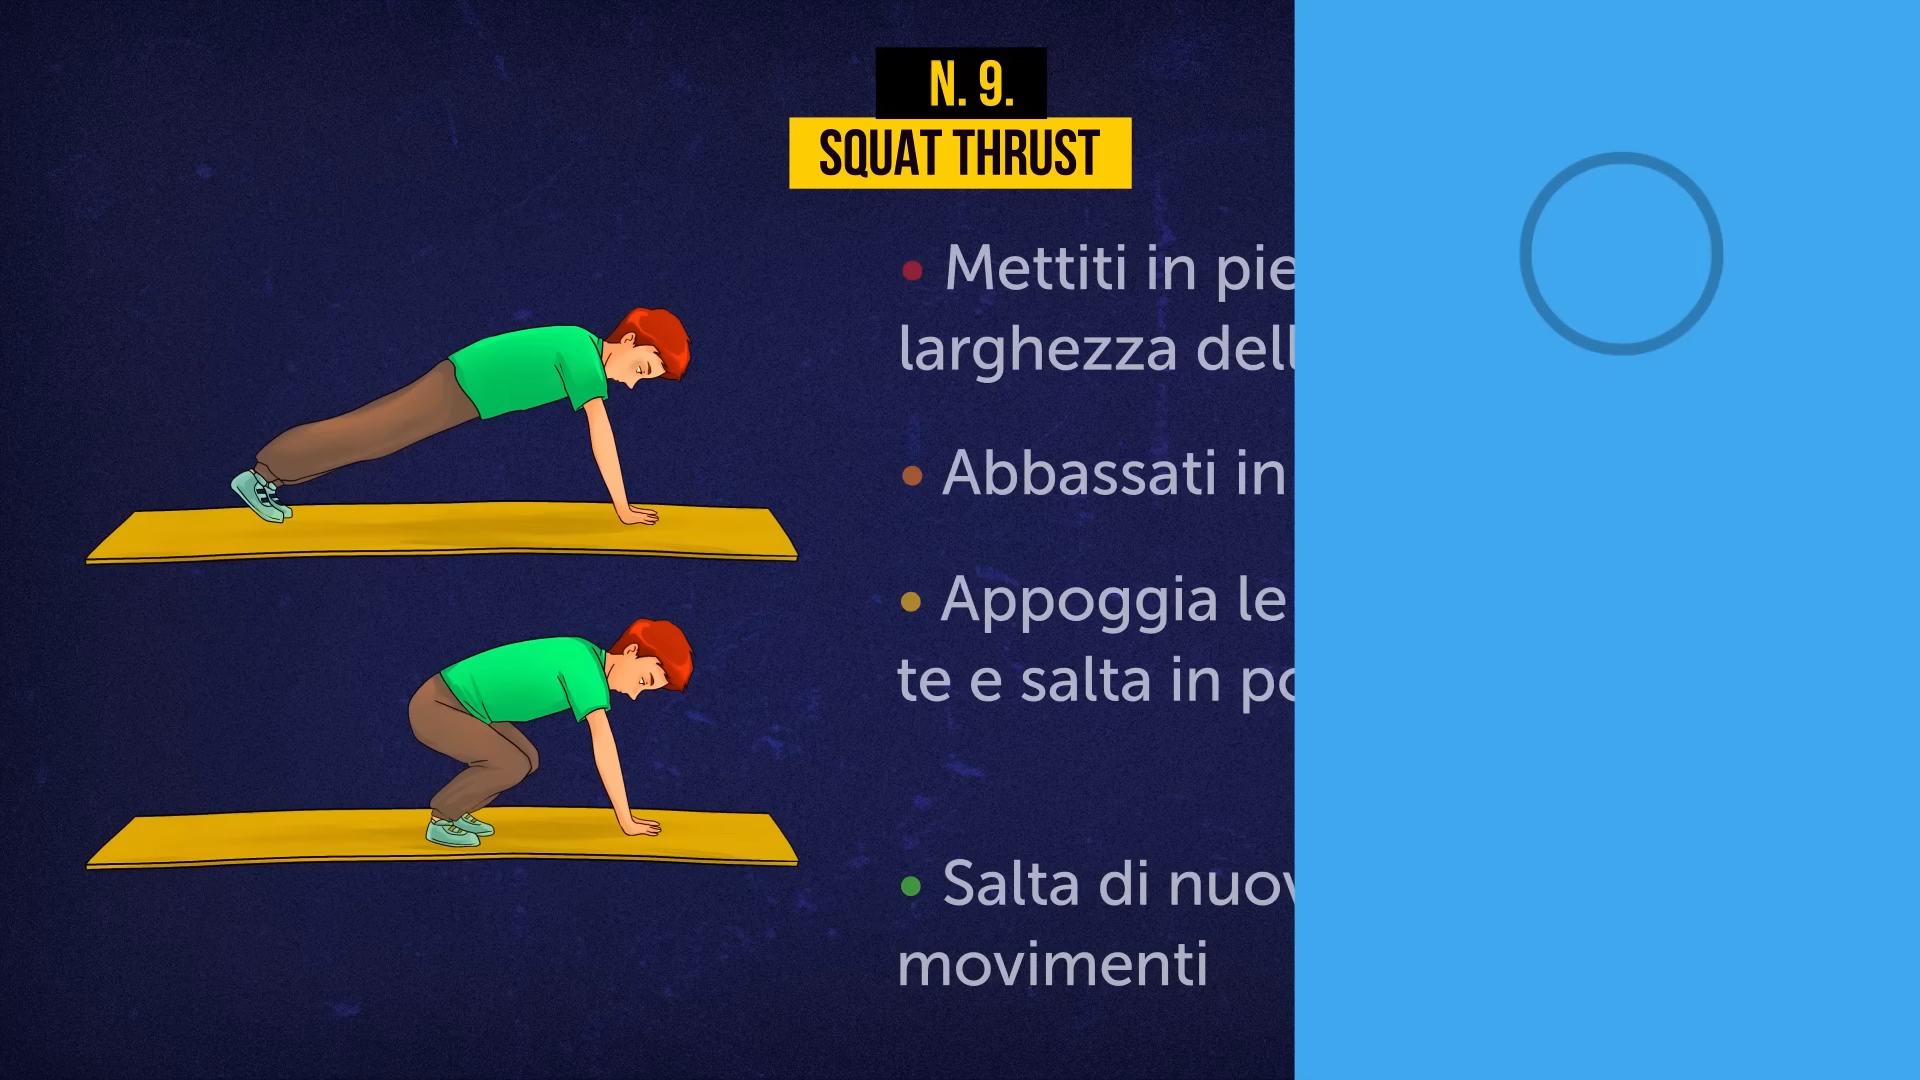 N. 9.
SQUAT THRUST
• Mettiti in pie
larghezza dell
• Abbassati in
• Appoggia le
te e salta in po
• Salta di nuov
movimenti